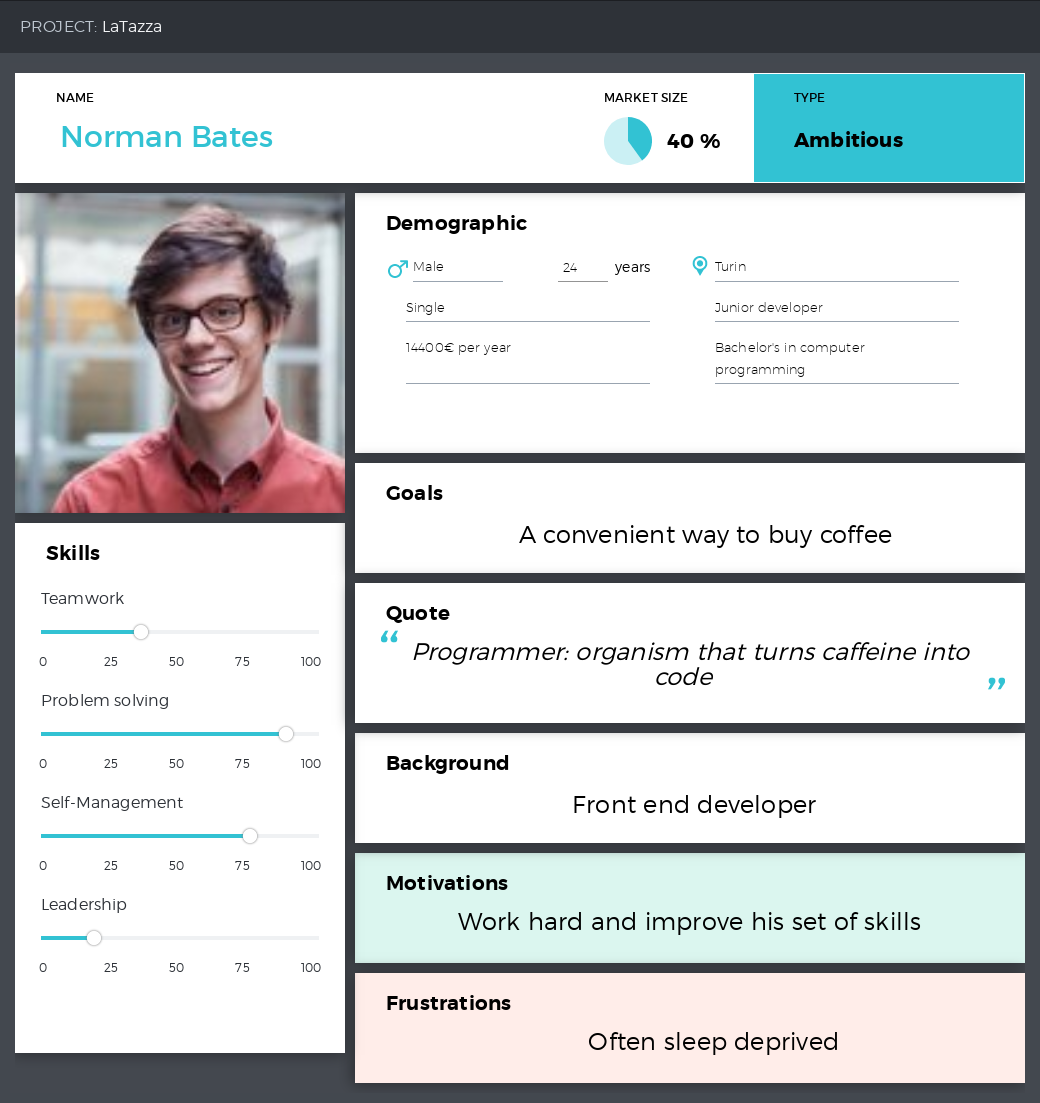 PROJECT: LaTazza
NAME
Norman Bates
MARKET SIZE
40 %
TYPE
Ambitious
Demographic
Male
24 years
Turin
Single
Junior developer
14400€ per year
Bachelor's in computer
programming
Skills
Teamwork
0 25 50 75 100
Problem solving
0 25 50 75 100
Self-Management
0 25 50 75 100
Leadership
0 25 50 75 100
Goals
A convenient way to buy coffee
Quote
“ Programmer: organism that turns caffeine into
code ”
Background
Front end developer
Motivations
Work hard and improve his set of skills
Frustrations
Often sleep deprived